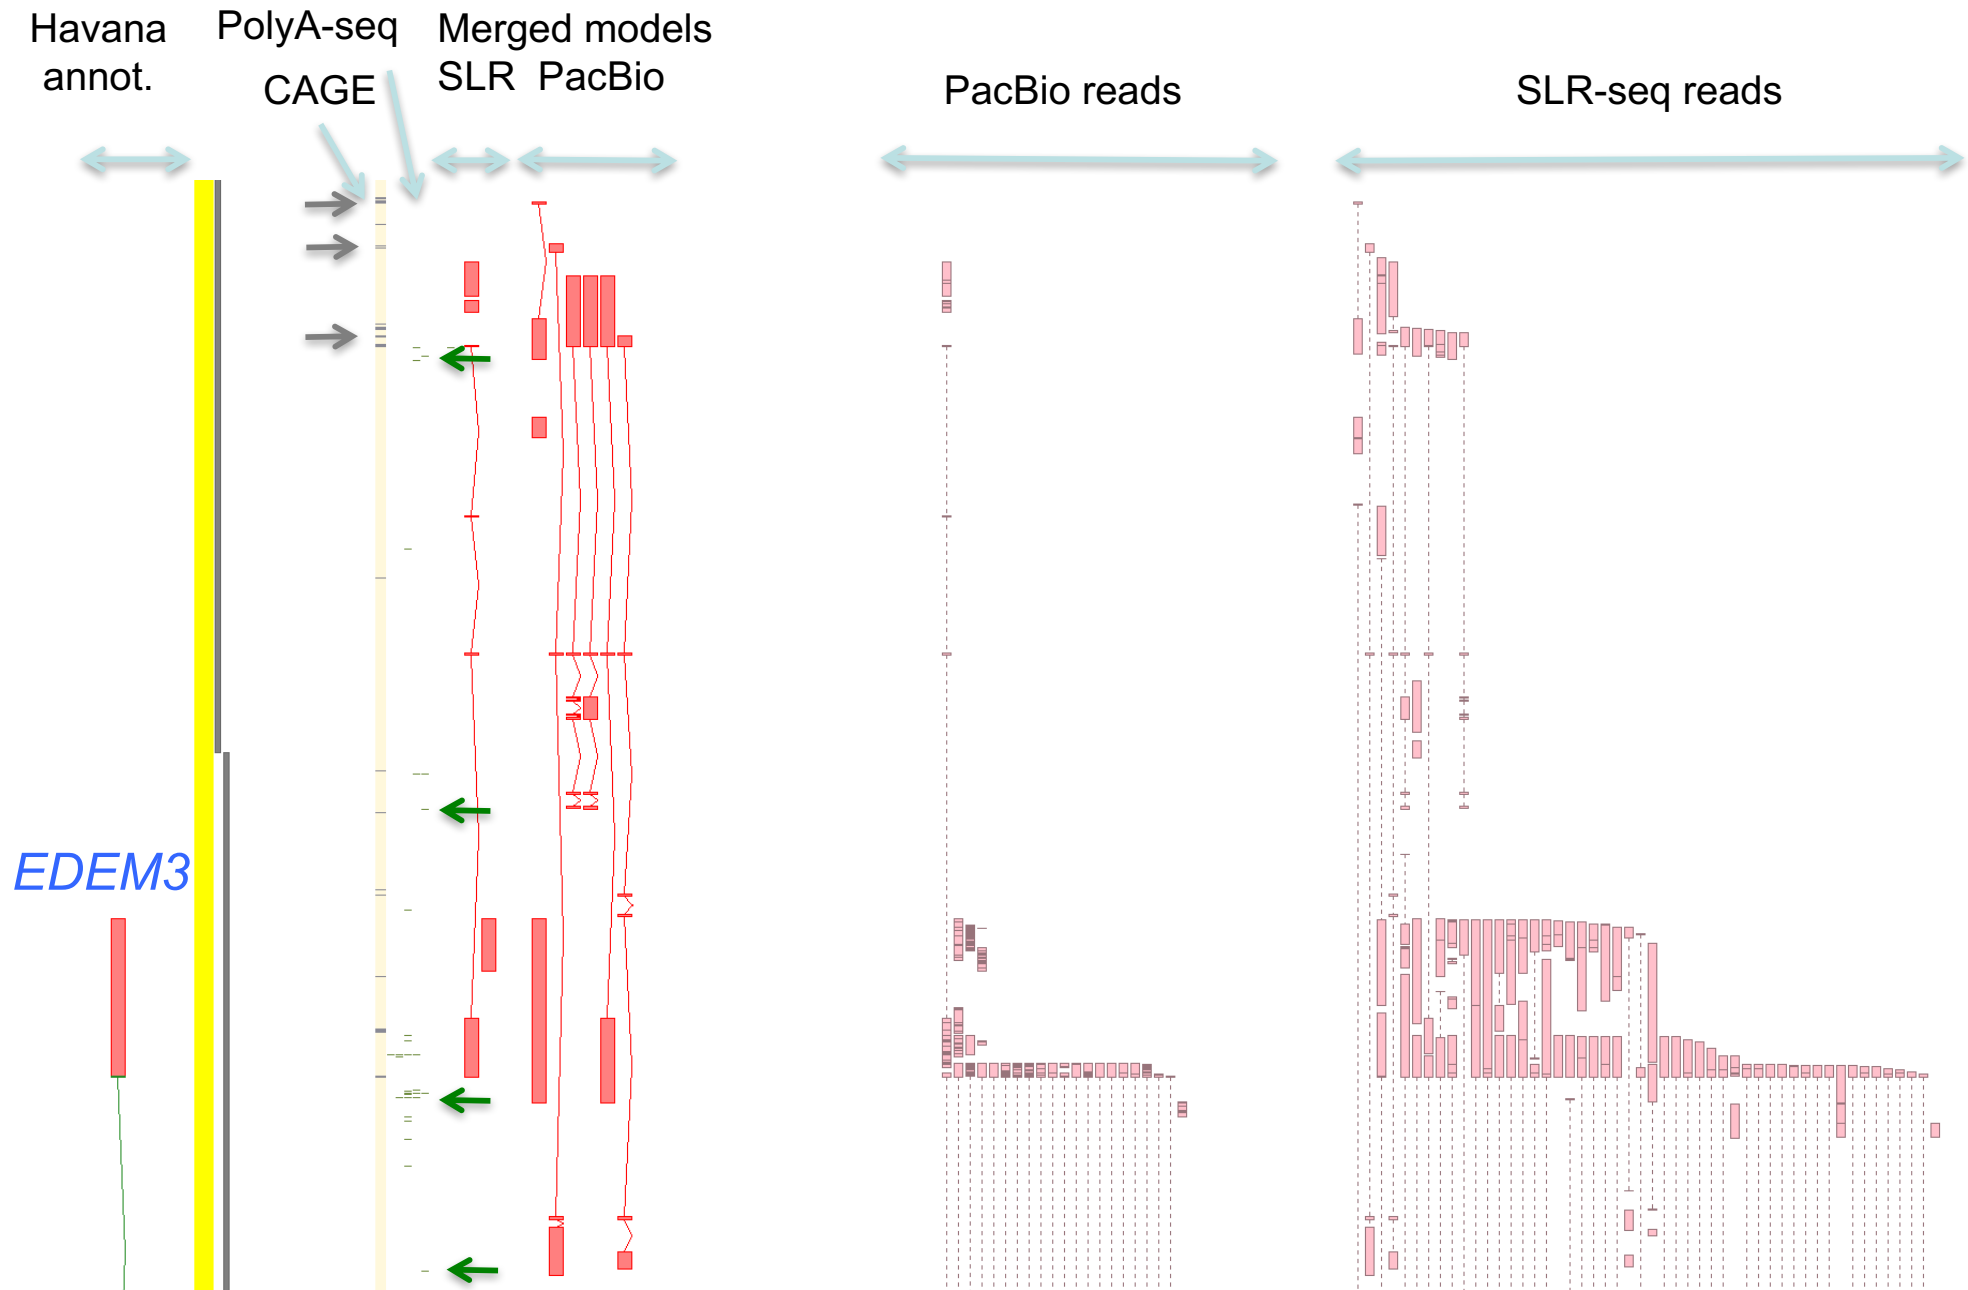 Havana
annot.
PolyA-seq
CAGE
Merged models
SLR PacBio
PacBio reads
SLR-seq reads
EDEM3